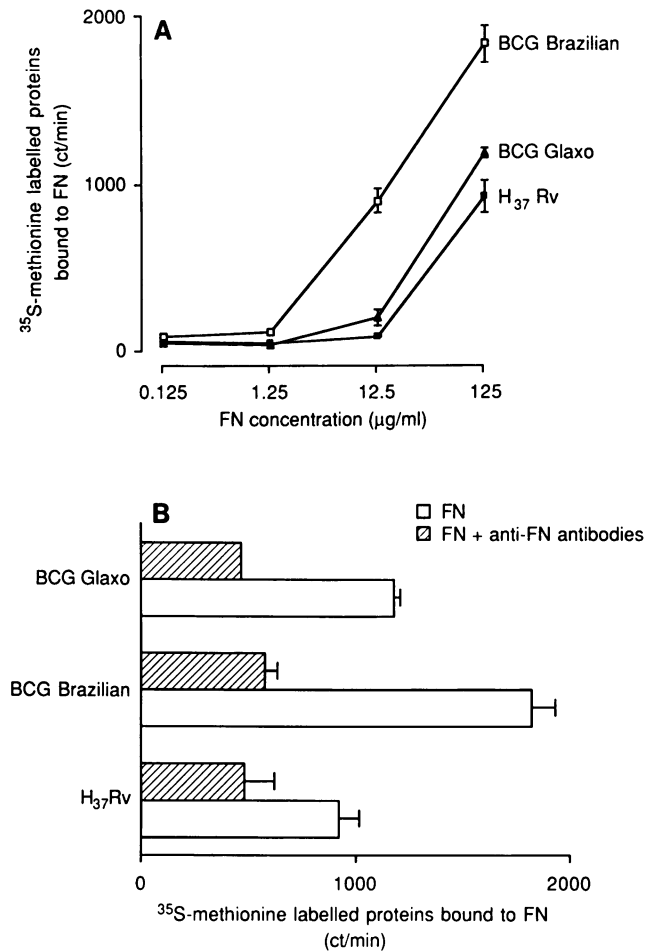 A
2000
1000
0
³⁵S-methionine labelled proteins
bound to FN (ct/min)
BCG Brazilian
BCG Glaxo
H₃₇ Rv
0.125
1.25
12.5
125
FN concentration (μg/ml)
B
FN
FN + anti-FN antibodies
BCG Glaxo
BCG Brazilian
H₃₇Rv
0
1000
2000
³⁵S-methionine labelled proteins bound to FN
(ct/min)